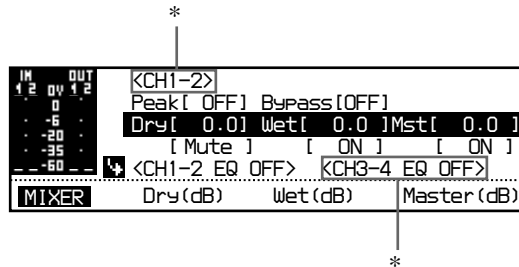 *
IN OUT
1 2 OV 1 2
0
-6
-20
-35
-60
<CH1-2>
Peak[ OFF] Bypass[OFF]
Dry[ 0.0] Wet[ 0.0 ]Mst[ 0.0 ]
[ Mute ] [ ON ] [ ON ]
<CH1-2 EQ OFF> <CH3-4 EQ OFF>
MIXER Dry(dB) Wet(dB) Master(dB)
*